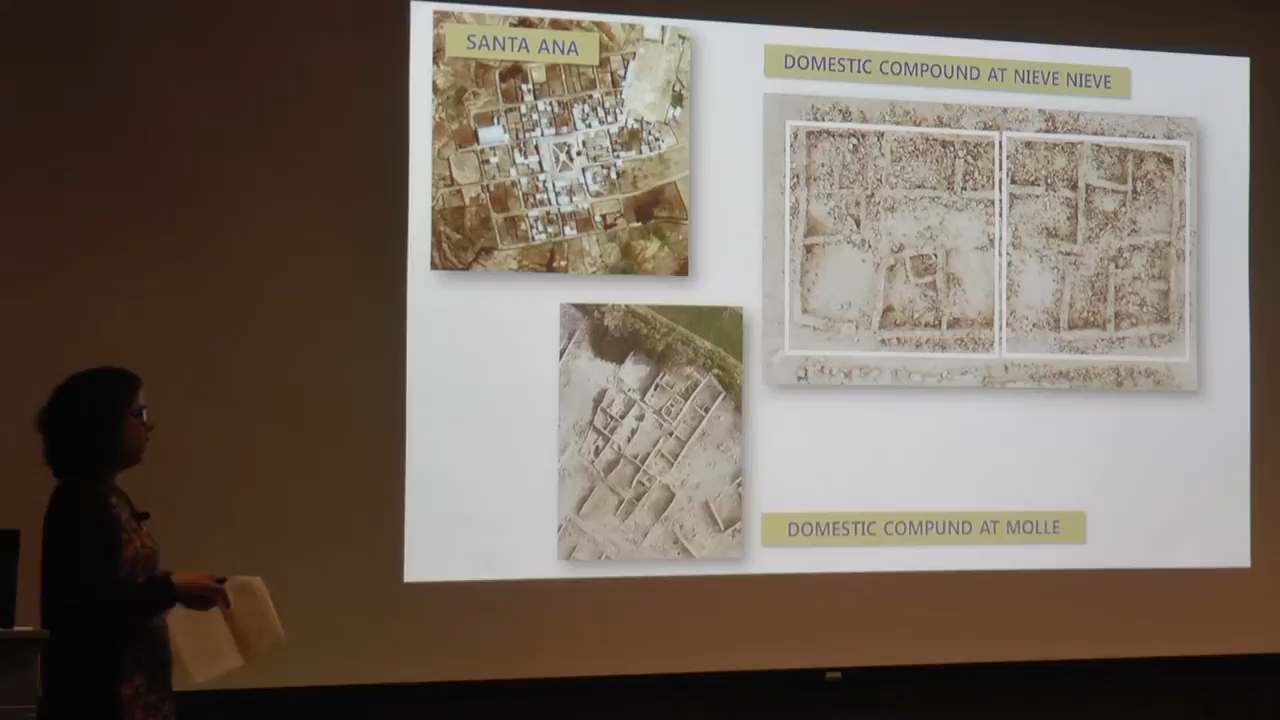 SANTA ANA
DOMESTIC COMPOUND AT NIEVE NIEVE
DOMESTIC COMPUND AT MOLLE